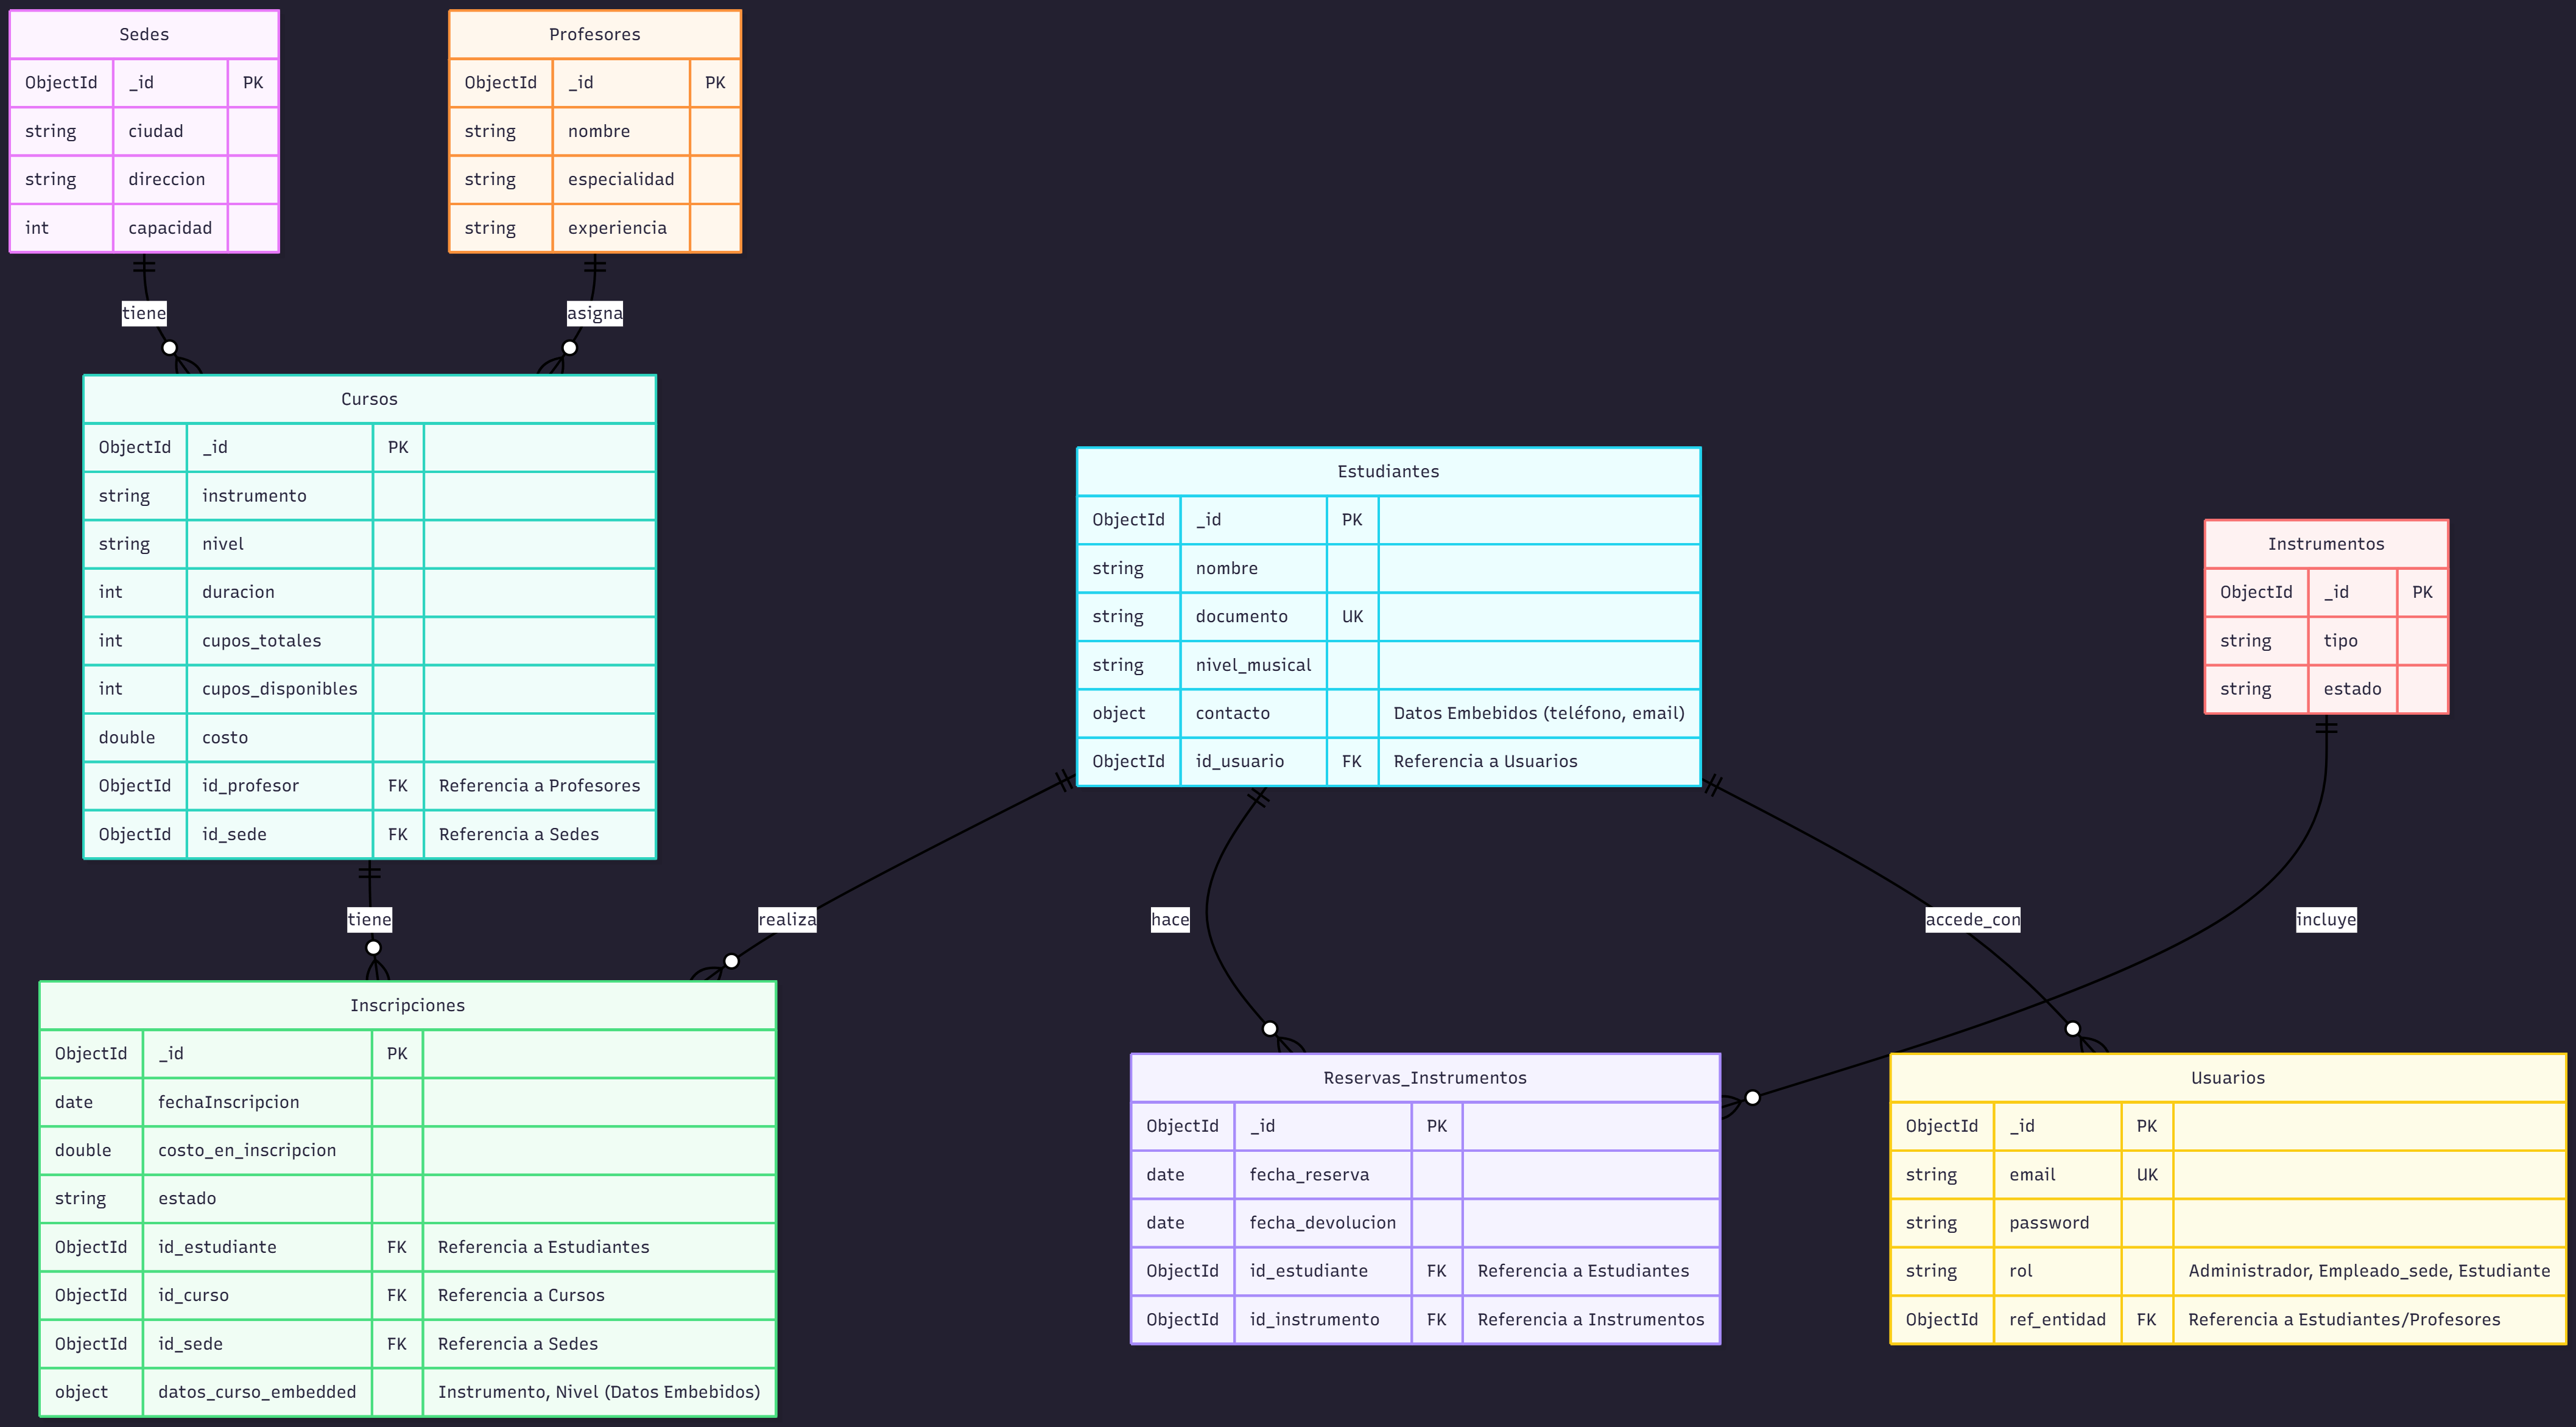 Sedes
ObjectId _id PK
string ciudad
string direccion
int capacidad
Profesores
ObjectId _id PK
string nombre
string especialidad
string experiencia
tiene
asigna
Cursos
ObjectId _id PK
string instrumento
string nivel
int duracion
int cupos_totales
int cupos_disponibles
double costo
ObjectId id_profesor FK Referencia a Profesores
ObjectId id_sede FK Referencia a Sedes
Estudiantes
ObjectId _id PK
string nombre
string documento UK
string nivel_musical
object contacto Datos Embebidos (teléfono, email)
ObjectId id_usuario FK Referencia a Usuarios
Instrumentos
ObjectId _id PK
string tipo
string estado
tiene
realiza
hace
accede_con
incluye
Inscripciones
ObjectId _id PK
date fechaInscripcion
double costo_en_inscripcion
string estado
ObjectId id_estudiante FK Referencia a Estudiantes
ObjectId id_curso FK Referencia a Cursos
ObjectId id_sede FK Referencia a Sedes
object datos_curso_embedded Instrumento, Nivel (Datos Embebidos)
Reservas_Instrumentos
ObjectId _id PK
date fecha_reserva
date fecha_devolucion
ObjectId id_estudiante FK Referencia a Estudiantes
ObjectId id_instrumento FK Referencia a Instrumentos
Usuarios
ObjectId _id PK
string email UK
string password
string rol Administrador, Empleado_sede, Estudiante
ObjectId ref_entidad FK Referencia a Estudiantes/Profesores